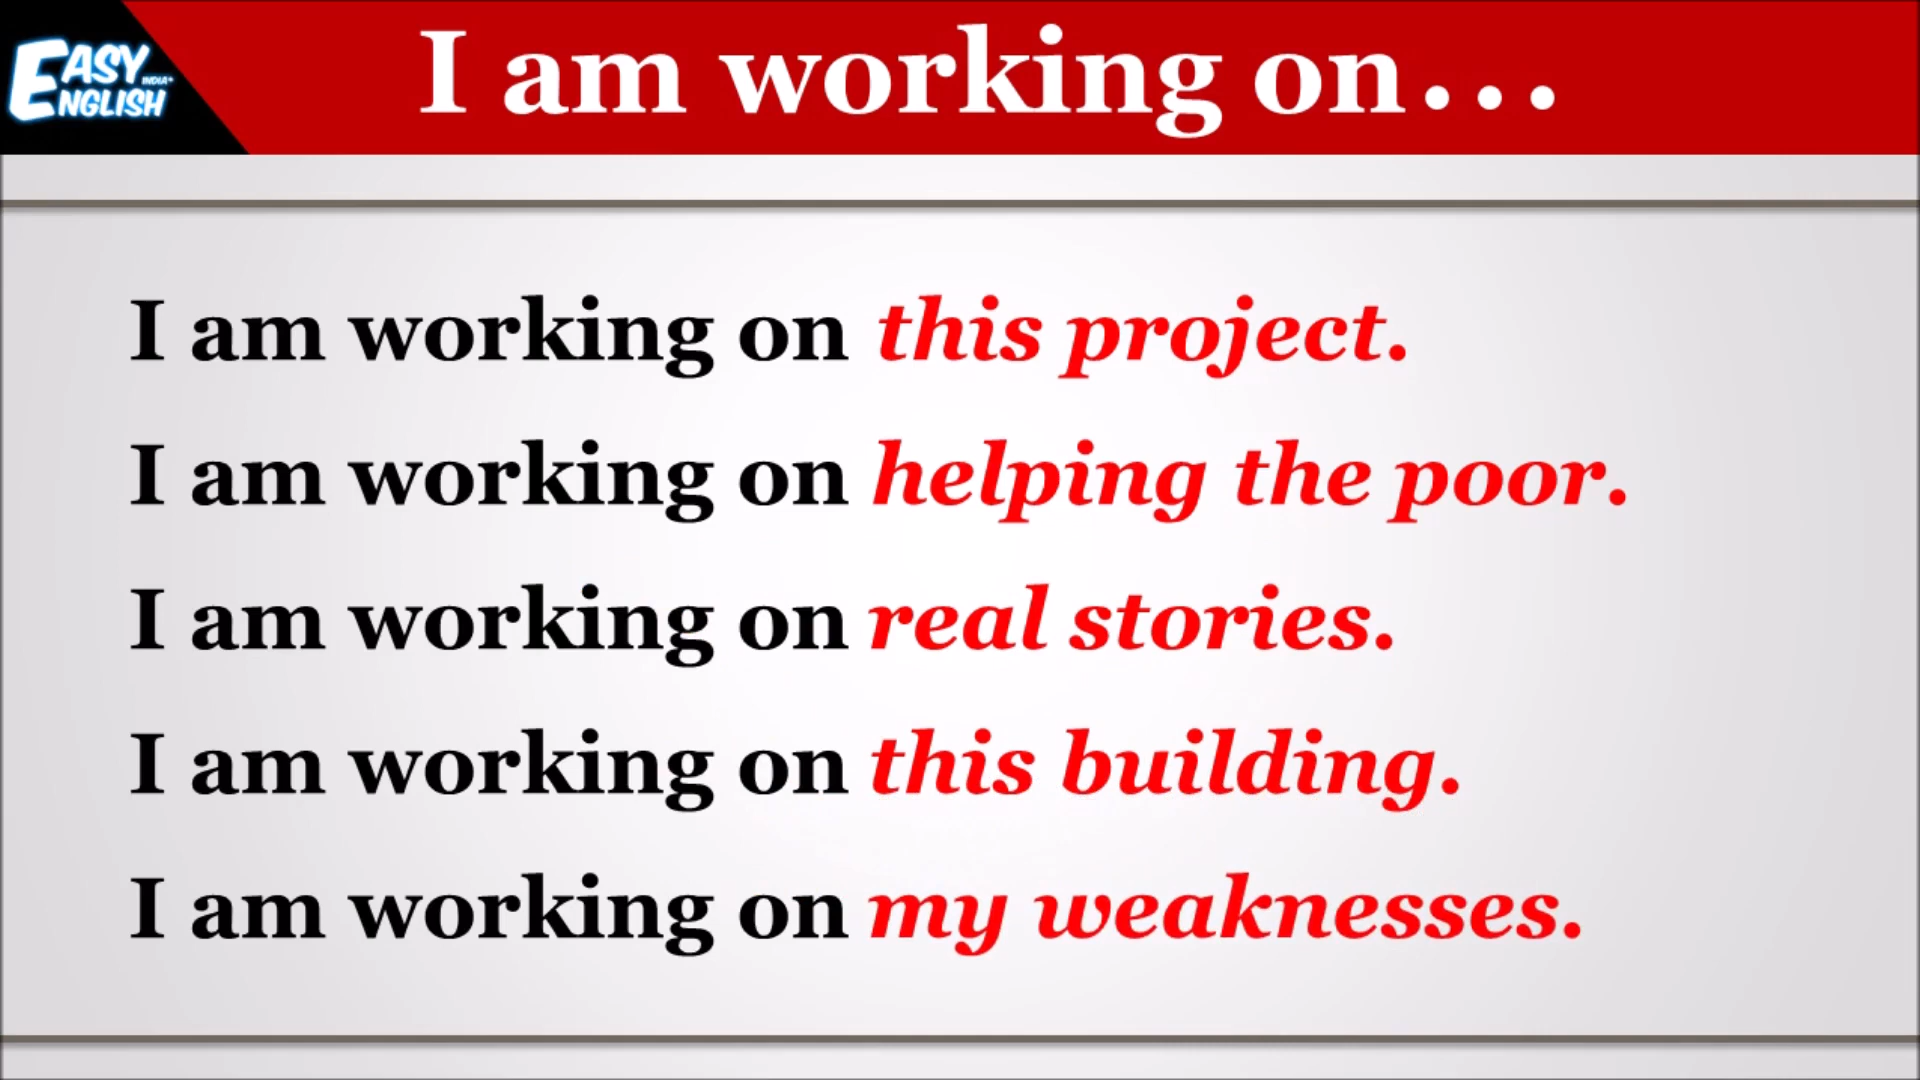 EASY
INDIA
ENGLISH
I am working on...
I am working on this project.
I am working on helping the poor.
I am working on real stories.
I am working on this building.
I am working on my weaknesses.